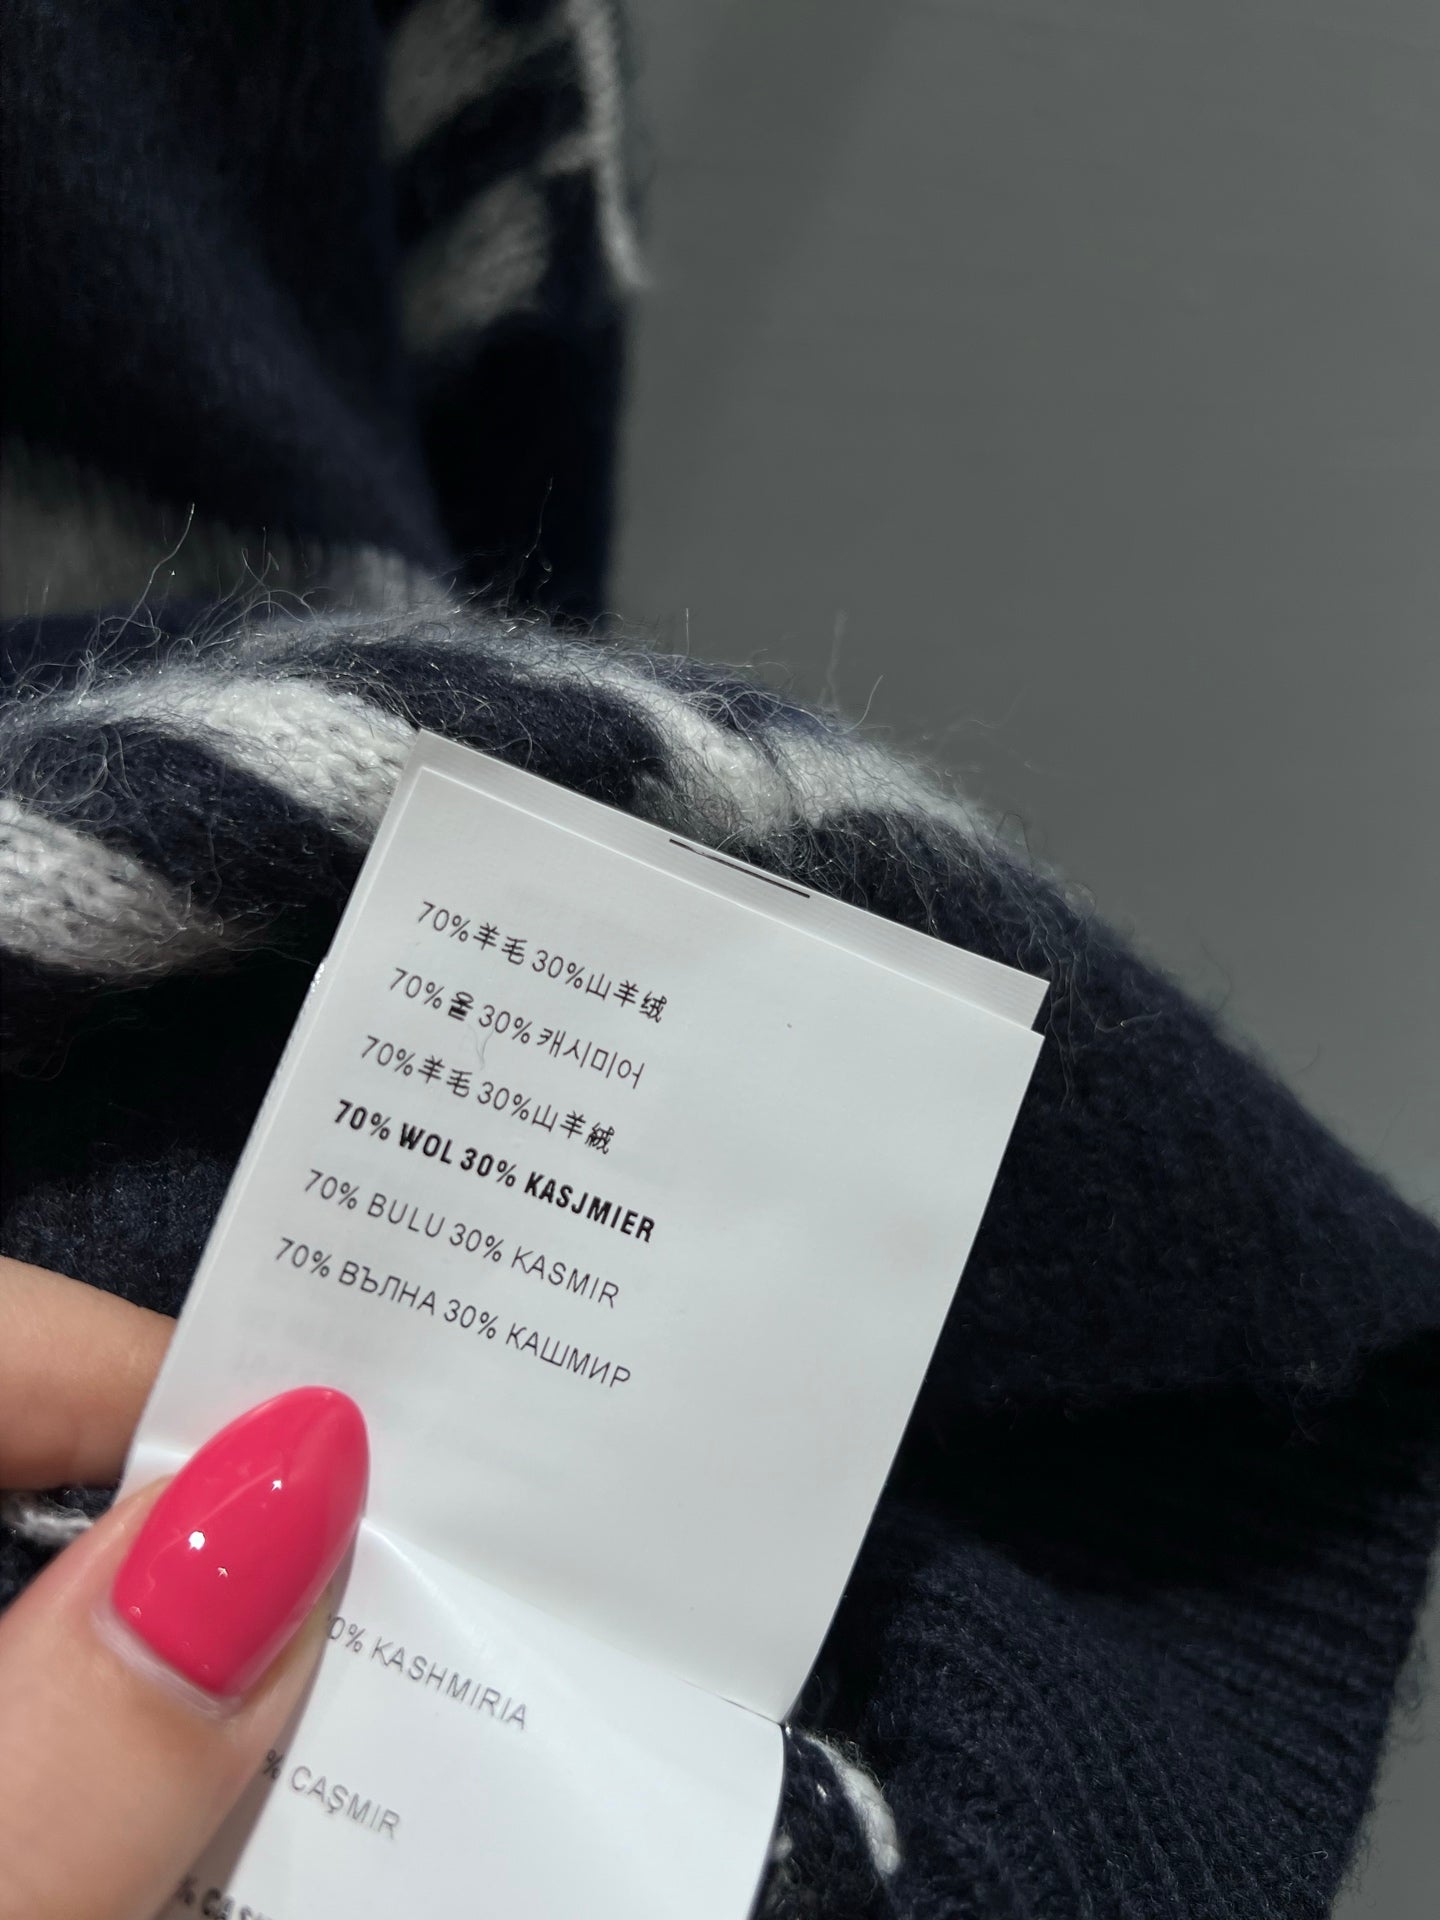 70%羊毛 30%山羊绒
70%울 30%캐시미어
70%羊毛 30%山羊絨
70% WOL 30% KASJMIER
70% BULU 30% KASMIR
70% ВЪЛНА 30% КАШМИР
0% KASHMIRIA
% CAŞMIR